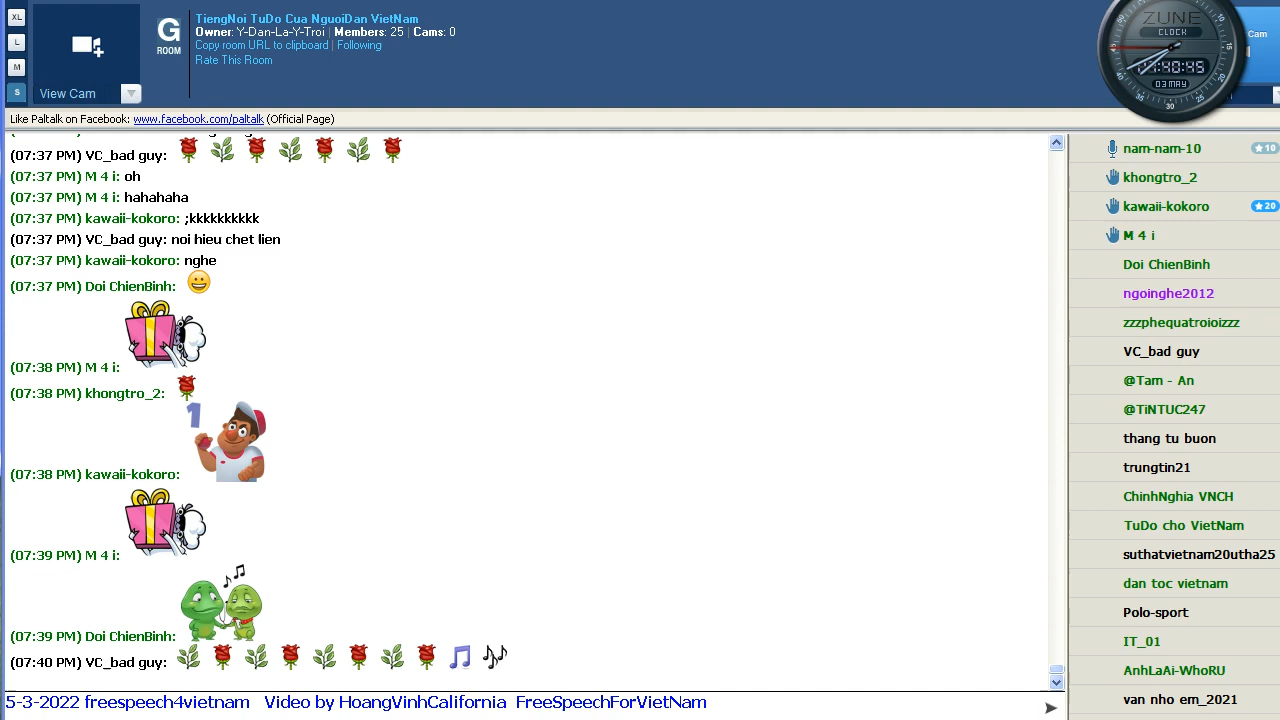 XL
L
M
S
View Cam
G
ROOM
TiengNoi TuDo Cua NguoiDan VietNam
Owner: Y-Dan-La-Y-Troi | Members: 25 | Cams: 0
Copy room URL to clipboard | Following
Rate This Room
ZUNE
CLOCK
40:45
03 MAY
Cam
Like Paltalk on Facebook: www.facebook.com/paltalk (Official Page)
(07:37 PM) VC_bad guy:
(07:37 PM) M 4 i: oh
(07:37 PM) M 4 i: hahahaha
(07:37 PM) kawaii-kokoro: ;kkkkkkkkkk
(07:37 PM) VC_bad guy: noi hieu chet lien
(07:37 PM) kawaii-kokoro: nghe
(07:37 PM) Doi ChienBinh:
(07:38 PM) M 4 i:
(07:38 PM) khongtro_2:
1
(07:38 PM) kawaii-kokoro:
(07:39 PM) M 4 i:
(07:39 PM) Doi ChienBinh:
(07:40 PM) VC_bad guy:
5-3-2022 freespeech4vietnam Video by HoangVinhCalifornia FreeSpeechForVietNam
nam-nam-10 10
khongtro_2
kawaii-kokoro 20
M 4 i
Doi ChienBinh
ngoinghe2012
zzzphequatroioizzz
VC_bad guy
@Tam - An
@TiNTUC247
thang tu buon
trungtin21
ChinhNghia VNCH
TuDo cho VietNam
suthatvietnam20utha25
dan toc vietnam
Polo-sport
IT_01
AnhLaAi-WhoRU
van nho em_2021